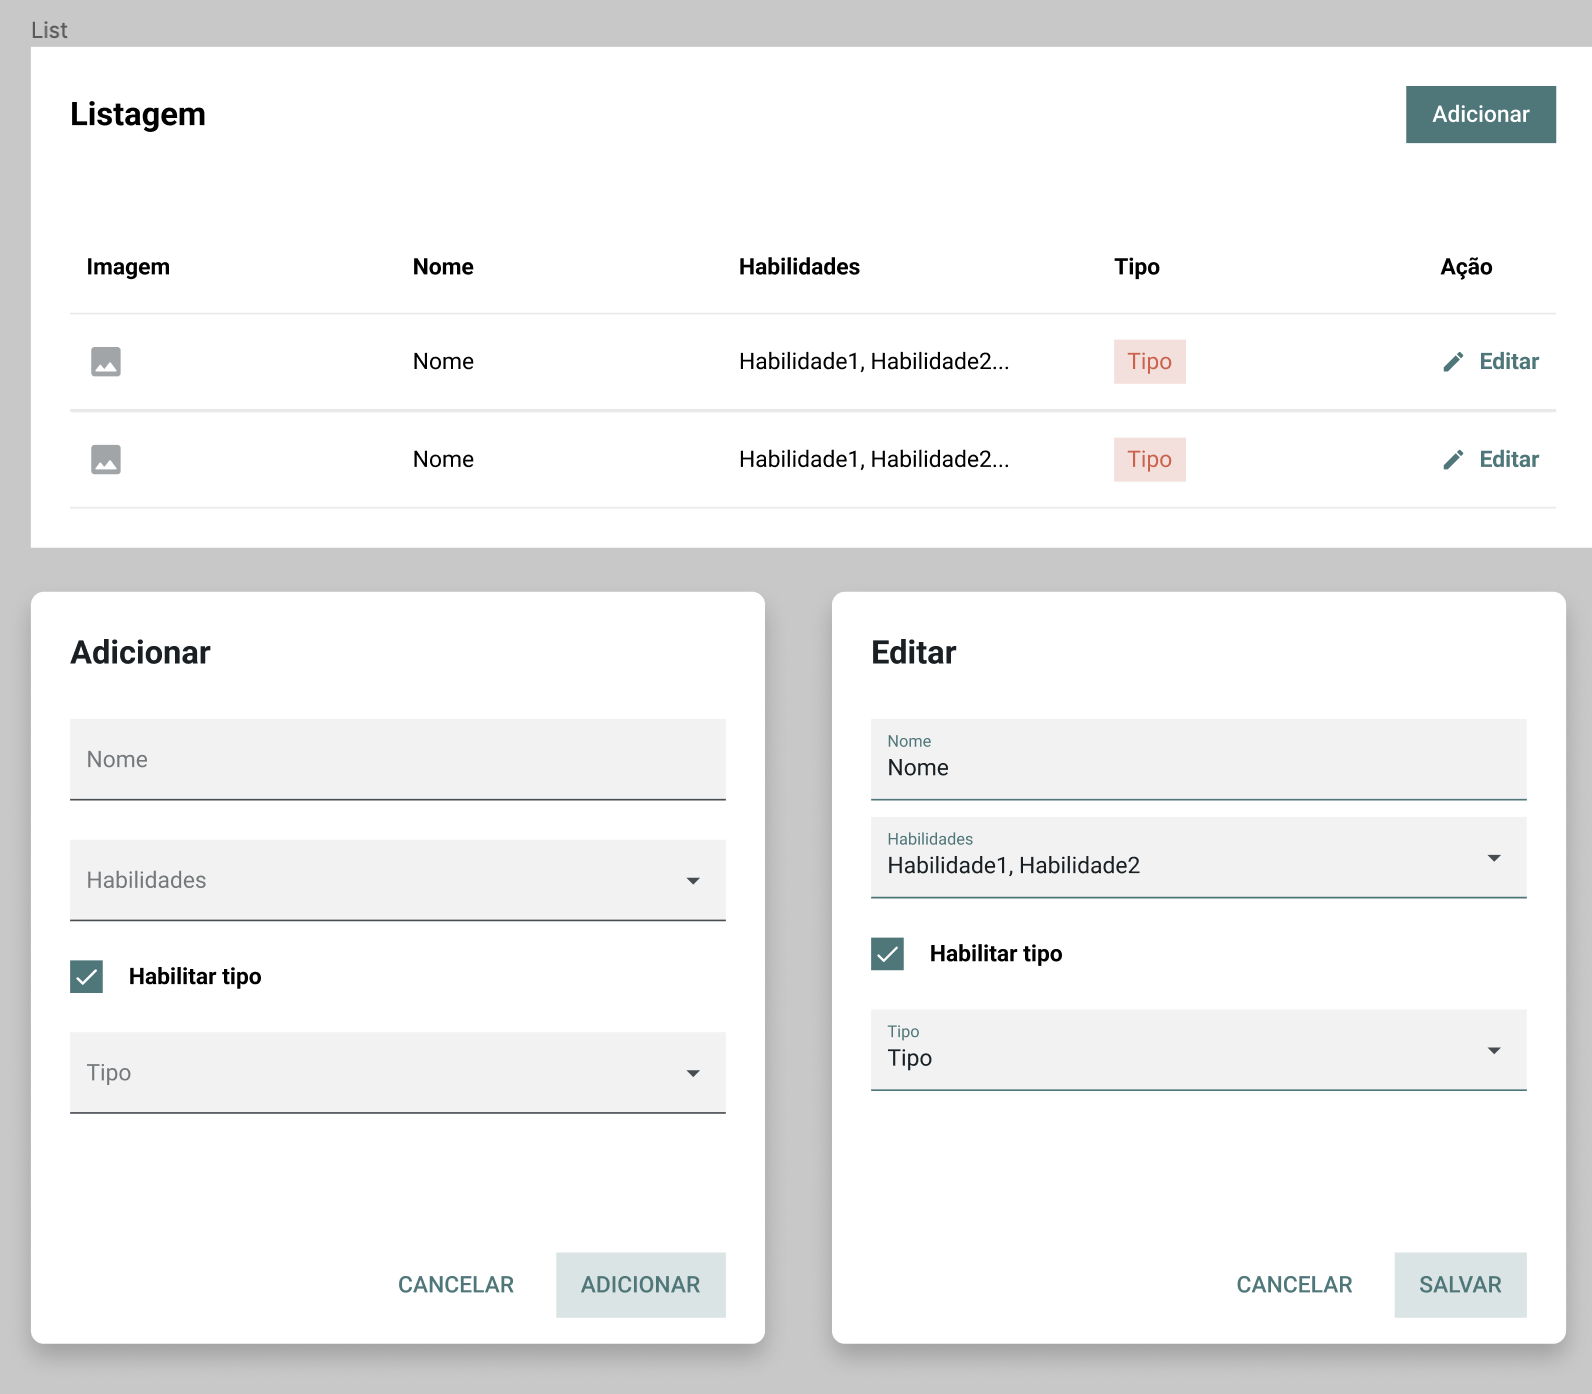 List
Listagem
Adicionar
Imagem Nome Habilidades Tipo Ação
Nome Habilidade1, Habilidade2... Tipo Editar
Nome Habilidade1, Habilidade2... Tipo Editar
Adicionar
Nome
Habilidades
Habilitar tipo
Tipo
CANCELAR ADICIONAR
Editar
Nome
Nome
Habilidades
Habilidade1, Habilidade2
Habilitar tipo
Tipo
Tipo
CANCELAR SALVAR